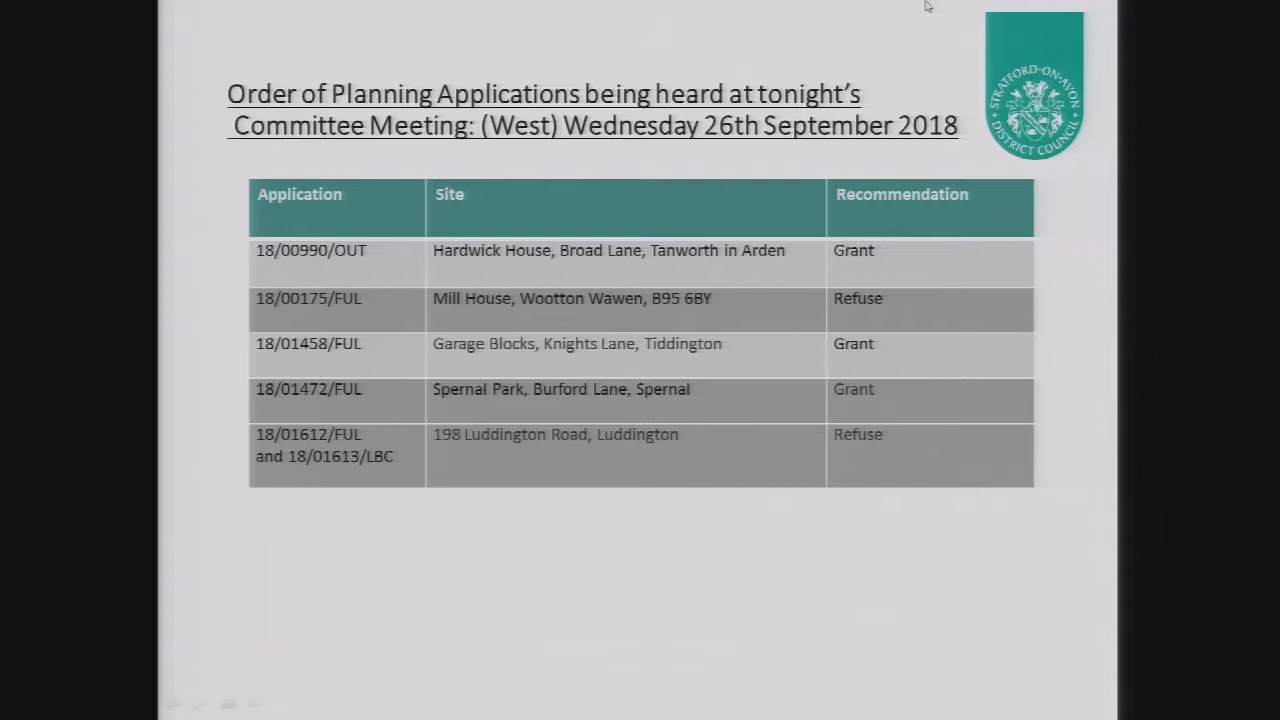 Order of Planning Applications being heard at tonight's
Committee Meeting: (West) Wednesday 26th September 2018
STRATFORD-ON-AVON
DISTRICT COUNCIL
Application Site Recommendation
18/00990/OUT Hardwick House, Broad Lane, Tanworth in Arden Grant
18/00175/FUL Mill House, Wootton Wawen, B95 6BY Refuse
18/01458/FUL Garage Blocks, Knights Lane, Tiddington Grant
18/01472/FUL Spernal Park, Burford Lane, Spernal Grant
18/01612/FUL 198 Luddington Road, Luddington Refuse
and 18/01613/LBC